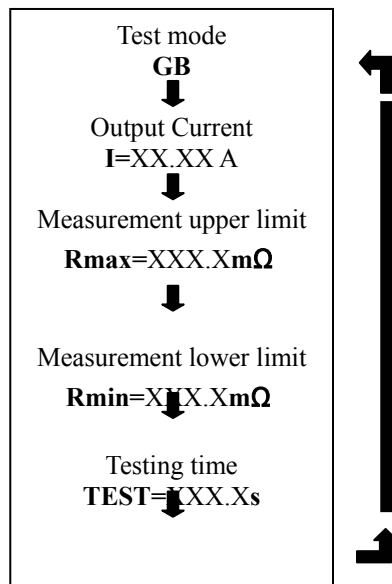 Test mode
GB
Output Current
I=XX.XX A
Measurement upper limit
Rmax=XXX.XmΩ
Measurement lower limit
Rmin=XXX.XmΩ
Testing time
TEST=XXX.Xs